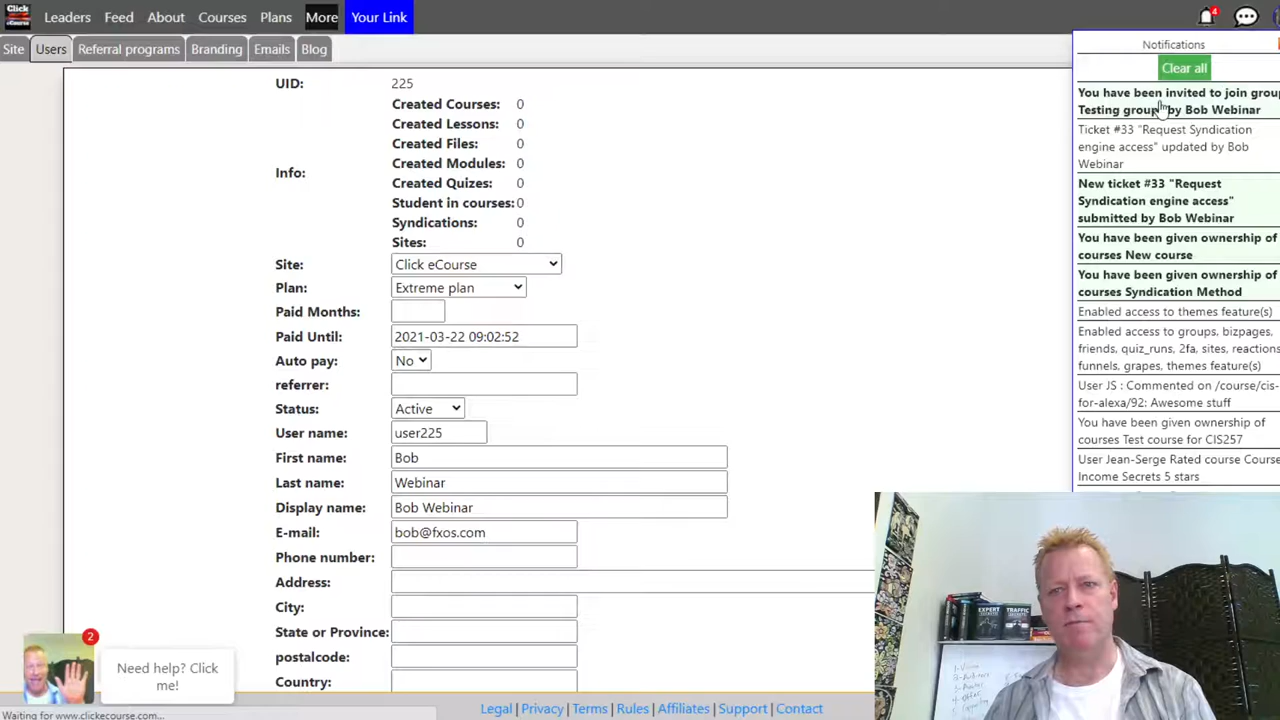 Click
eCourse
Leaders
Feed
About
Courses
Plans
More
Your Link
4
Site
Users
Referral programs
Branding
Emails
Blog
UID: 225
Info:
Created Courses: 0
Created Lessons: 0
Created Files: 0
Created Modules: 0
Created Quizes: 0
Student in courses: 0
Syndications: 0
Sites: 0
Site: Click eCourse
Plan: Extreme plan
Paid Months:
Paid Until: 2021-03-22 09:02:52
Auto pay: No
referrer:
Status: Active
User name: user225
First name: Bob
Last name: Webinar
Display name: Bob Webinar
E-mail: bob@fxos.com
Phone number:
Address:
City:
State or Province:
postalcode:
Country:
Notifications
Clear all
You have been invited to join group
Testing group by Bob Webinar
Ticket #33 "Request Syndication
engine access" updated by Bob
Webinar
New ticket #33 "Request
Syndication engine access"
submitted by Bob Webinar
You have been given ownership of
courses New course
You have been given ownership of
courses Syndication Method
Enabled access to themes feature(s)
Enabled access to groups, bizpages,
friends, quiz_runs, 2fa, sites, reactions
funnels, grapes, themes feature(s)
User JS : Commented on /course/cis-
for-alexa/92: Awesome stuff
You have been given ownership of
courses Test course for CIS257
User Jean-Serge Rated course Course
Income Secrets 5 stars
EXPERT
SECRETS
TRAFFIC
SECRETS
2
Need help? Click
me!
Legal | Privacy | Terms | Rules | Affiliates | Support | Contact
Waiting for www.clickecourse.com...